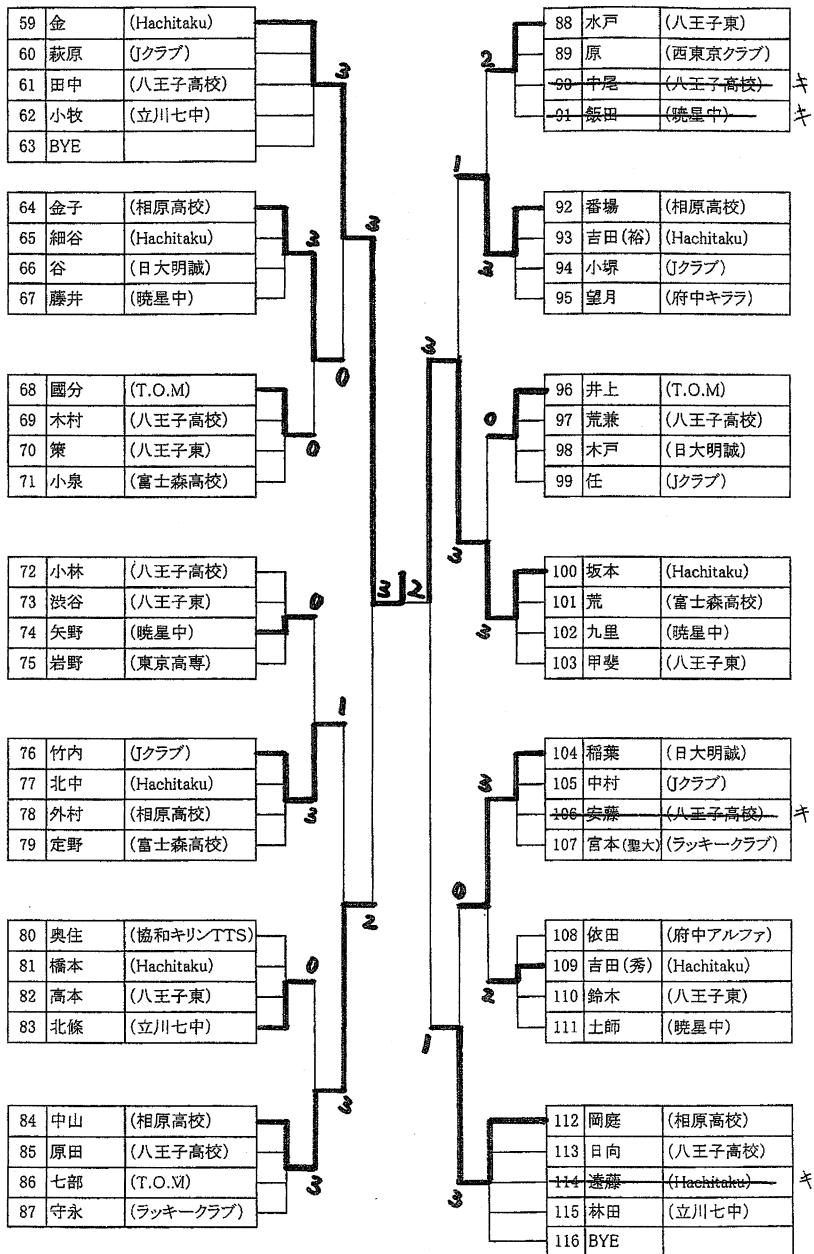 59 金 (Hachitaku)
60 萩原 (Jクラブ)
61 田中 (八王子高校)
62 小牧 (立川七中)
63 BYE
64 金子 (相原高校)
65 細谷 (Hachitaku)
66 谷 (日大明誠)
67 藤井 (暁星中)
68 國分 (T.O.M)
69 木村 (八王子高校)
70 策 (八王子東)
71 小泉 (富士森高校)
72 小林 (八王子高校)
73 渋谷 (八王子東)
74 矢野 (暁星中)
75 岩野 (東京高専)
76 竹内 (Jクラブ)
77 北中 (Hachitaku)
78 外村 (相原高校)
79 定野 (富士森高校)
80 奥住 (協和キリンTTS)
81 橋本 (Hachitaku)
82 高本 (八王子東)
83 北條 (立川七中)
84 中山 (相原高校)
85 原田 (八王子高校)
86 七部 (T.O.M)
87 守永 (ラッキークラブ)
3
3
3
0
0
0
1
3
0
2
3
3
3 2
88 水戸 (八王子東)
89 原 (西東京クラブ)
90 中尾 (八王子高校) キ
91 飯田 (暁星中) キ
92 番場 (相原高校)
93 吉田(裕) (Hachitaku)
94 小堺 (Jクラブ)
95 望月 (府中キララ)
96 井上 (T.O.M)
97 荒兼 (八王子高校)
98 木戸 (日大明誠)
99 任 (Jクラブ)
100 坂本 (Hachitaku)
101 荒 (富士森高校)
102 九里 (暁星中)
103 甲斐 (八王子東)
104 稲葉 (日大明誠)
105 中村 (Jクラブ)
106 安藤 (八王子高校) キ
107 宮本(聖大) (ラッキークラブ)
108 依田 (府中アルファ)
109 吉田(秀) (Hachitaku)
110 鈴木 (八王子東)
111 土師 (暁星中)
112 岡庭 (相原高校)
113 日向 (八王子高校)
114 遠藤 (Hachitaku) キ
115 林田 (立川七中)
116 BYE
2
1
3
3
0
3
3
3
0
2
1
3